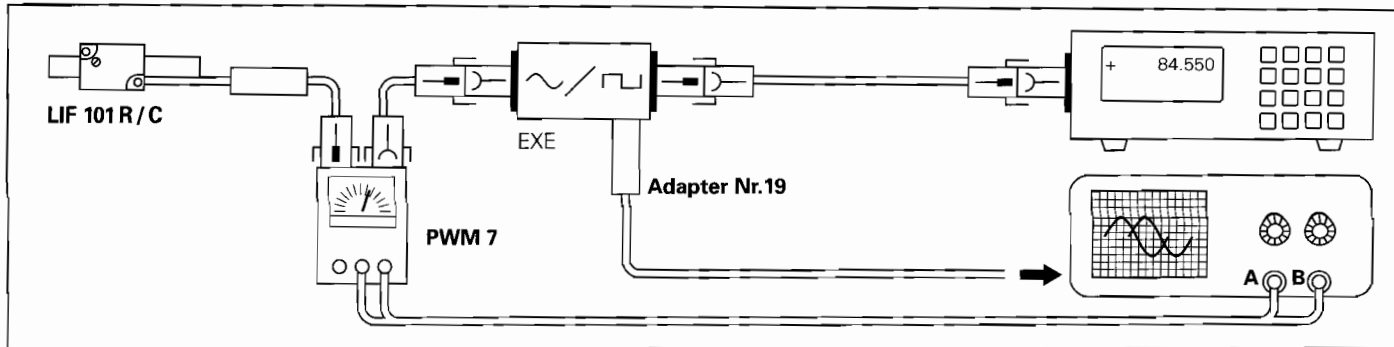 LIF 101 R / C
EXE
+ 84.550
Adapter Nr.19
PWM 7
A B